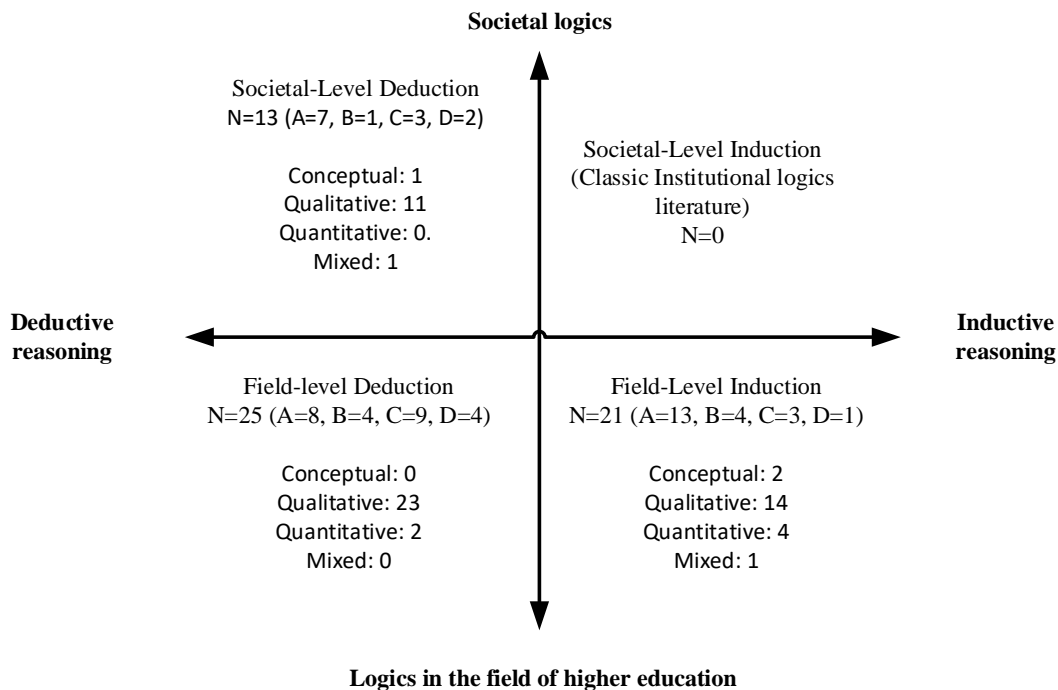 Societal logics
Societal-Level Deduction
N=13 (A=7, B=1, C=3, D=2)
Conceptual: 1
Qualitative: 11
Quantitative: 0.
Mixed: 1
Societal-Level Induction
(Classic Institutional logics
literature)
N=0
Deductive
reasoning
Inductive
reasoning
Field-level Deduction
N=25 (A=8, B=4, C=9, D=4)
Conceptual: 0
Qualitative: 23
Quantitative: 2
Mixed: 0
Field-Level Induction
N=21 (A=13, B=4, C=3, D=1)
Conceptual: 2
Qualitative: 14
Quantitative: 4
Mixed: 1
Logics in the field of higher education